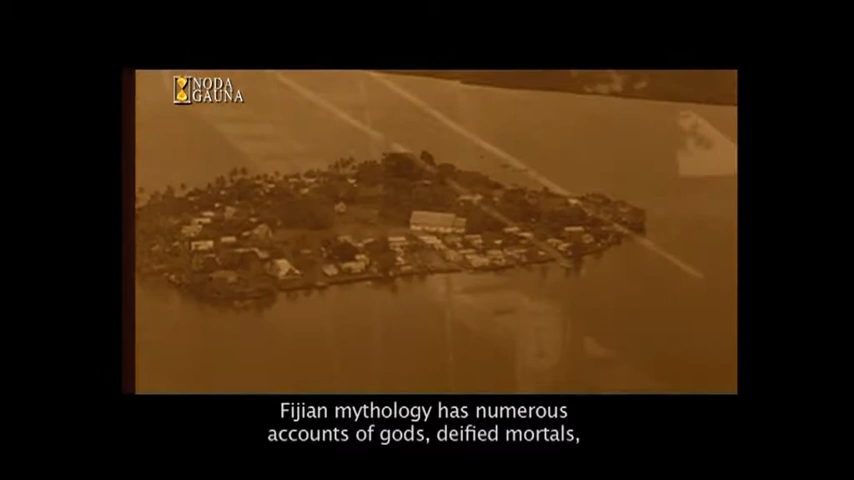 NODA
GAUNA
Fijian mythology has numerous
accounts of gods, deified mortals,